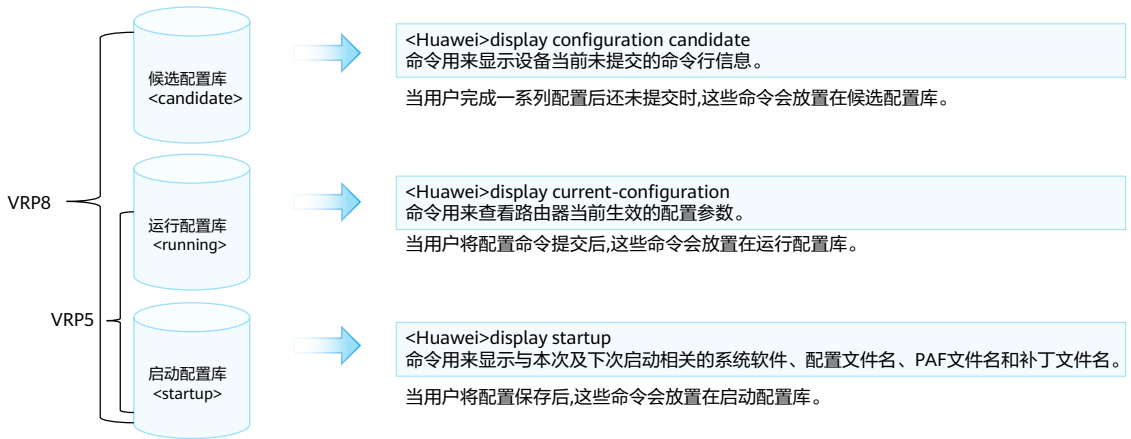 候选配置库
<candidate>
<Huawei>display configuration candidate
命令用来显示设备当前未提交的命令行信息。
当用户完成一系列配置后还未提交时,这些命令会放置在候选配置库。
VRP8
运行配置库
<running>
<Huawei>display current-configuration
命令用来查看路由器当前生效的配置参数。
当用户将配置命令提交后,这些命令会放置在运行配置库。
VRP5
启动配置库
<startup>
<Huawei>display startup
命令用来显示与本次及下次启动相关的系统软件、配置文件名、PAF文件名和补丁文件名。
当用户将配置保存后,这些命令会放置在启动配置库。